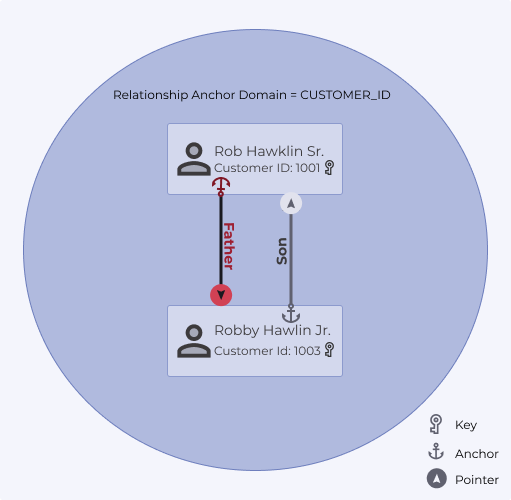 Relationship Anchor Domain = CUSTOMER_ID
Rob Hawklin Sr.
Customer ID: 1001
Father
Son
Robby Hawlin Jr.
Customer Id: 1003
Key
Anchor
Pointer